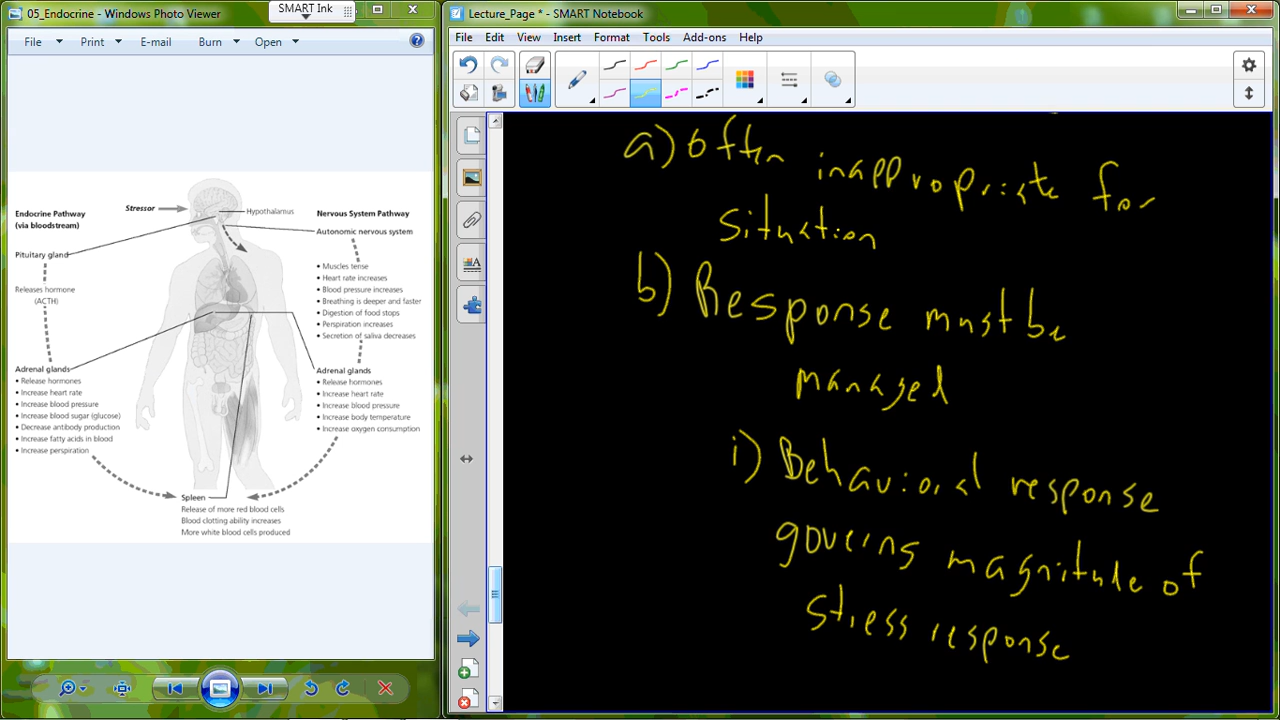 05_Endocrine - Windows Photo Viewer
SMART Ink
File Print E-mail Burn Open
Stressor
Hypothalamus
Endocrine Pathway
(via bloodstream)
Pituitary gland
Releases hormone
(ACTH)
Adrenal glands
• Release hormones
• Increase heart rate
• Increase blood pressure
• Increase blood sugar (glucose)
• Decrease antibody production
• Increase fatty acids in blood
• Increase perspiration
Nervous System Pathway
Autonomic nervous system
• Muscles tense
• Heart rate increases
• Blood pressure increases
• Breathing is deeper and faster
• Digestion of food stops
• Perspiration increases
• Secretion of saliva decreases
Adrenal glands
• Release hormones
• Increase heart rate
• Increase blood pressure
• Increase body temperature
• Increase oxygen consumption
Spleen
Release of more red blood cells
Blood clotting ability increases
More white blood cells produced
Lecture_Page * - SMART Notebook
File Edit View Insert Format Tools Add-ons Help
a) Often inappropriate for
situation
b) Response must be
managed
i) Behavioral response
governs magnitude of
stress response